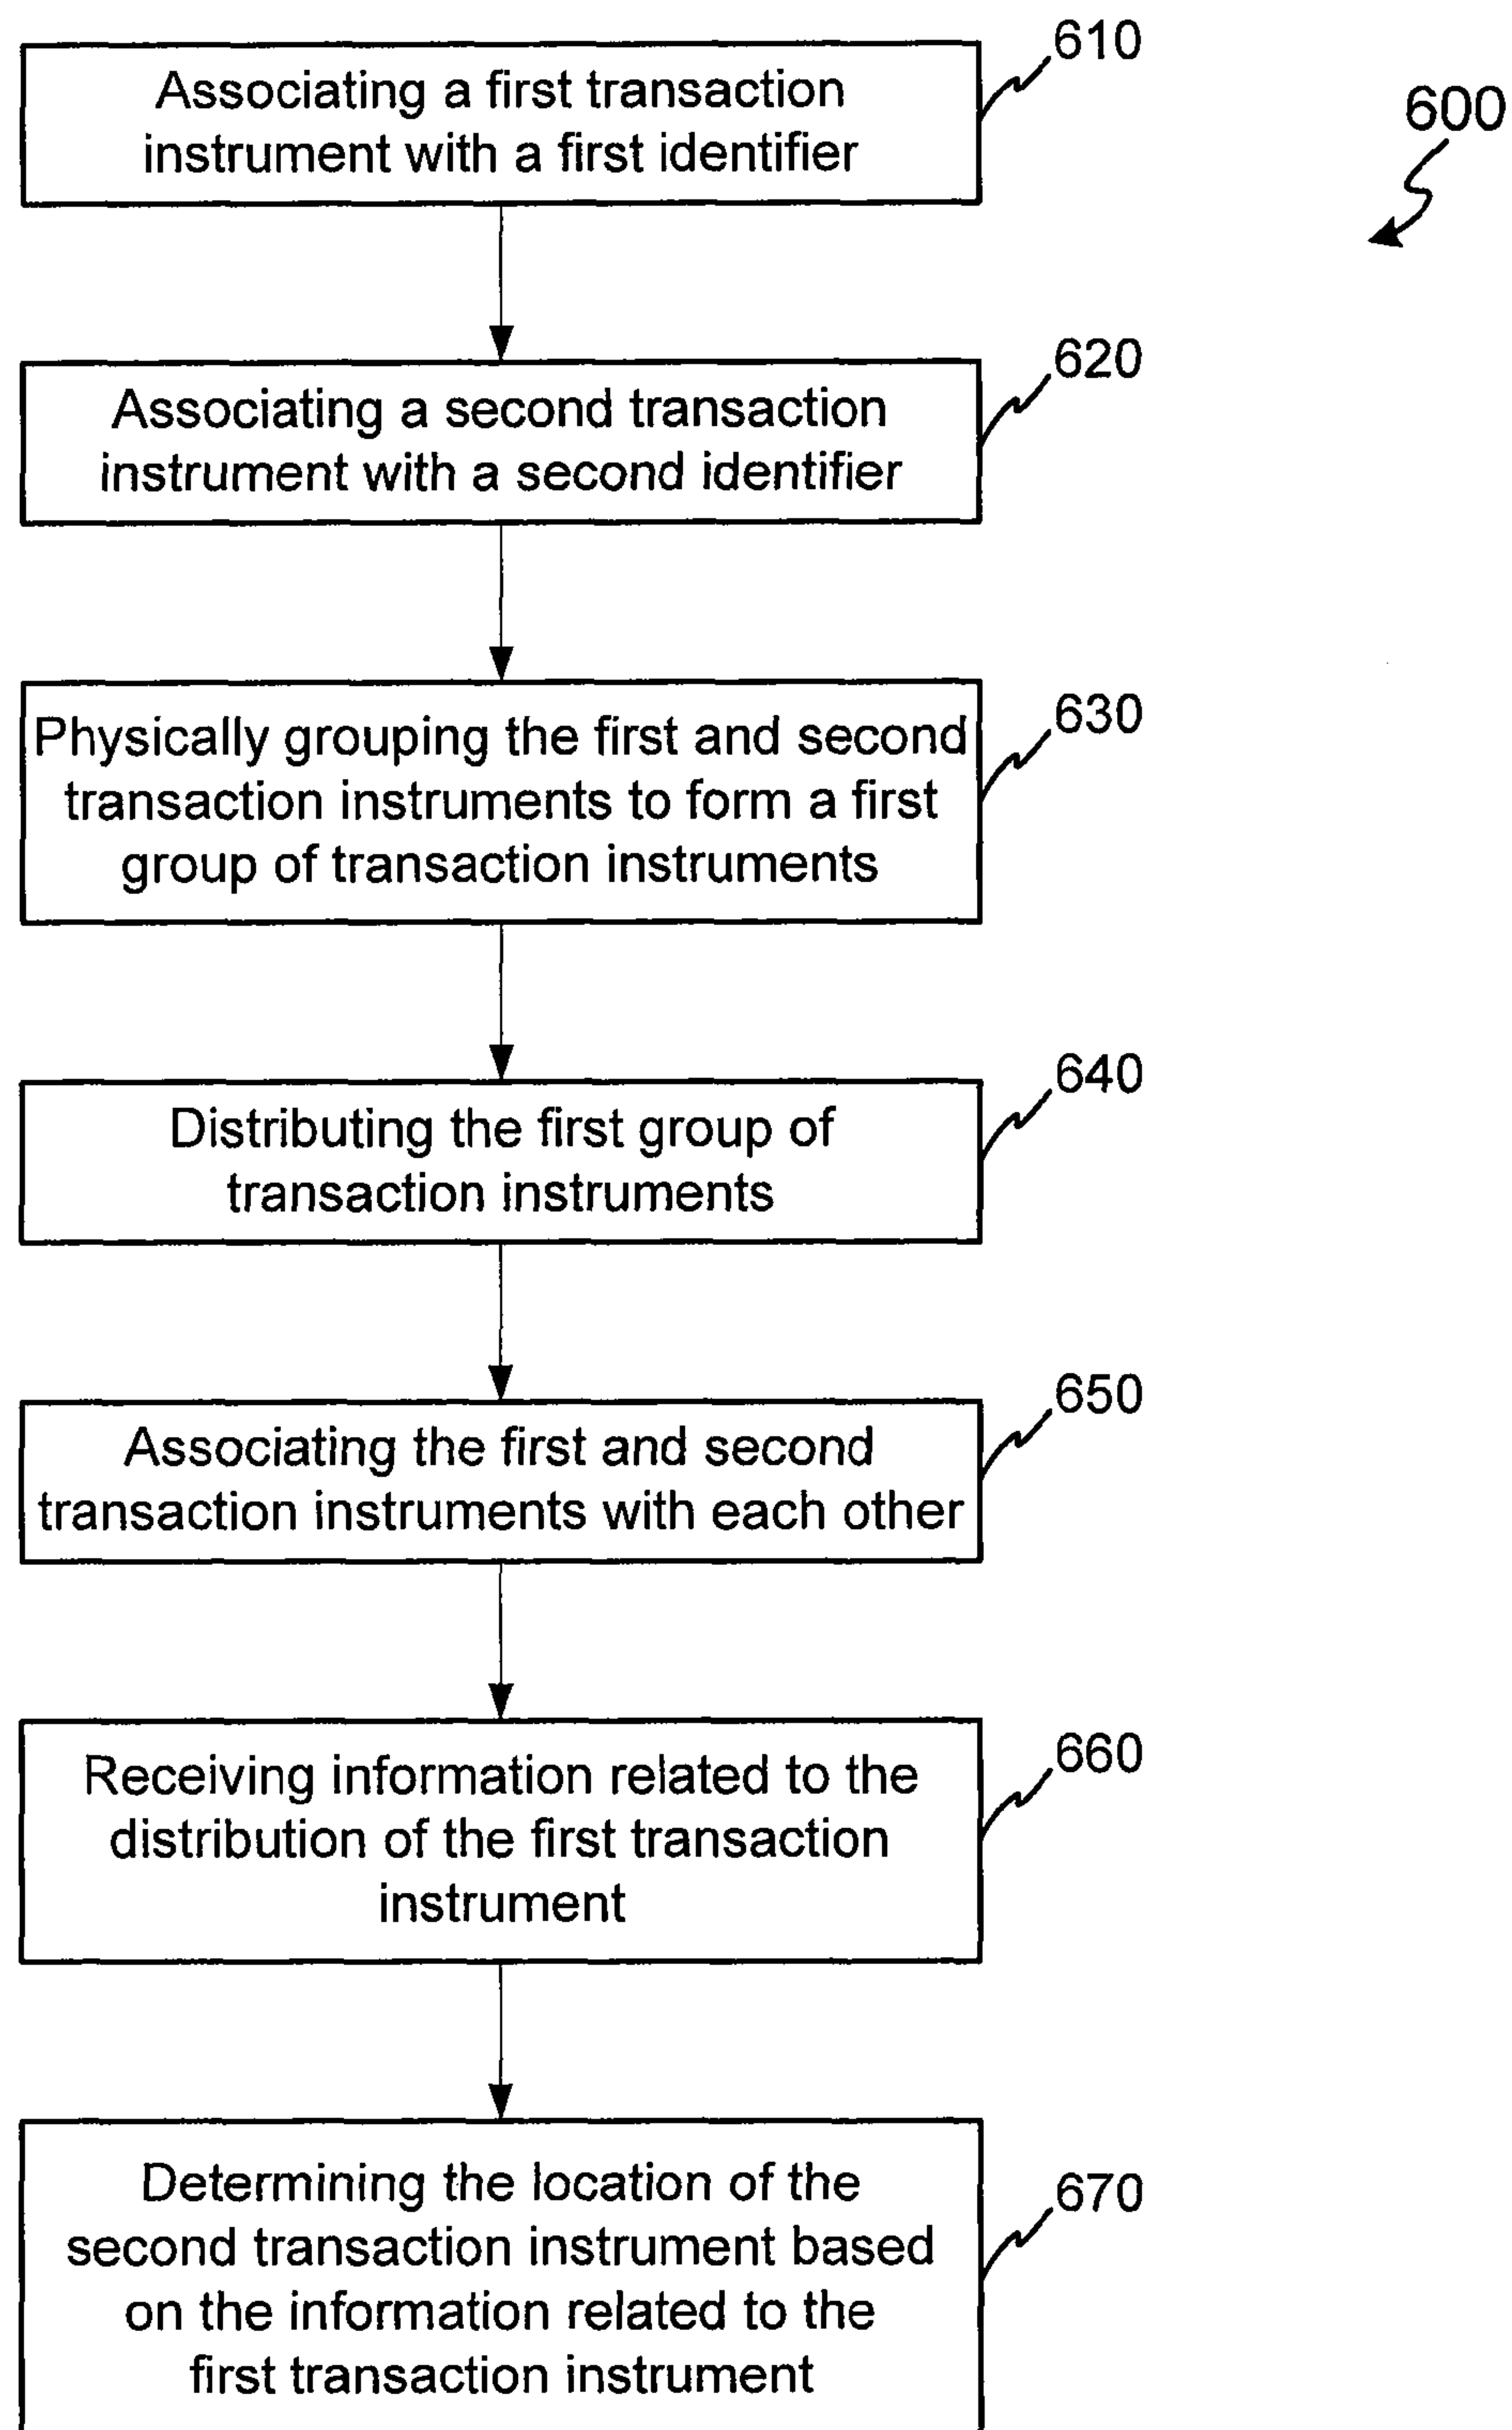 610
600
Associating a first transaction
instrument with a first identifier
620
Associating a second transaction
instrument with a second identifier
630
Physically grouping the first and second
transaction instruments to form a first
group of transaction instruments
640
Distributing the first group of
transaction instruments
650
Associating the first and second
transaction instruments with each other
660
Receiving information related to the
distribution of the first transaction
instrument
670
Determining the location of the
second transaction instrument based
on the information related to the
first transaction instrument